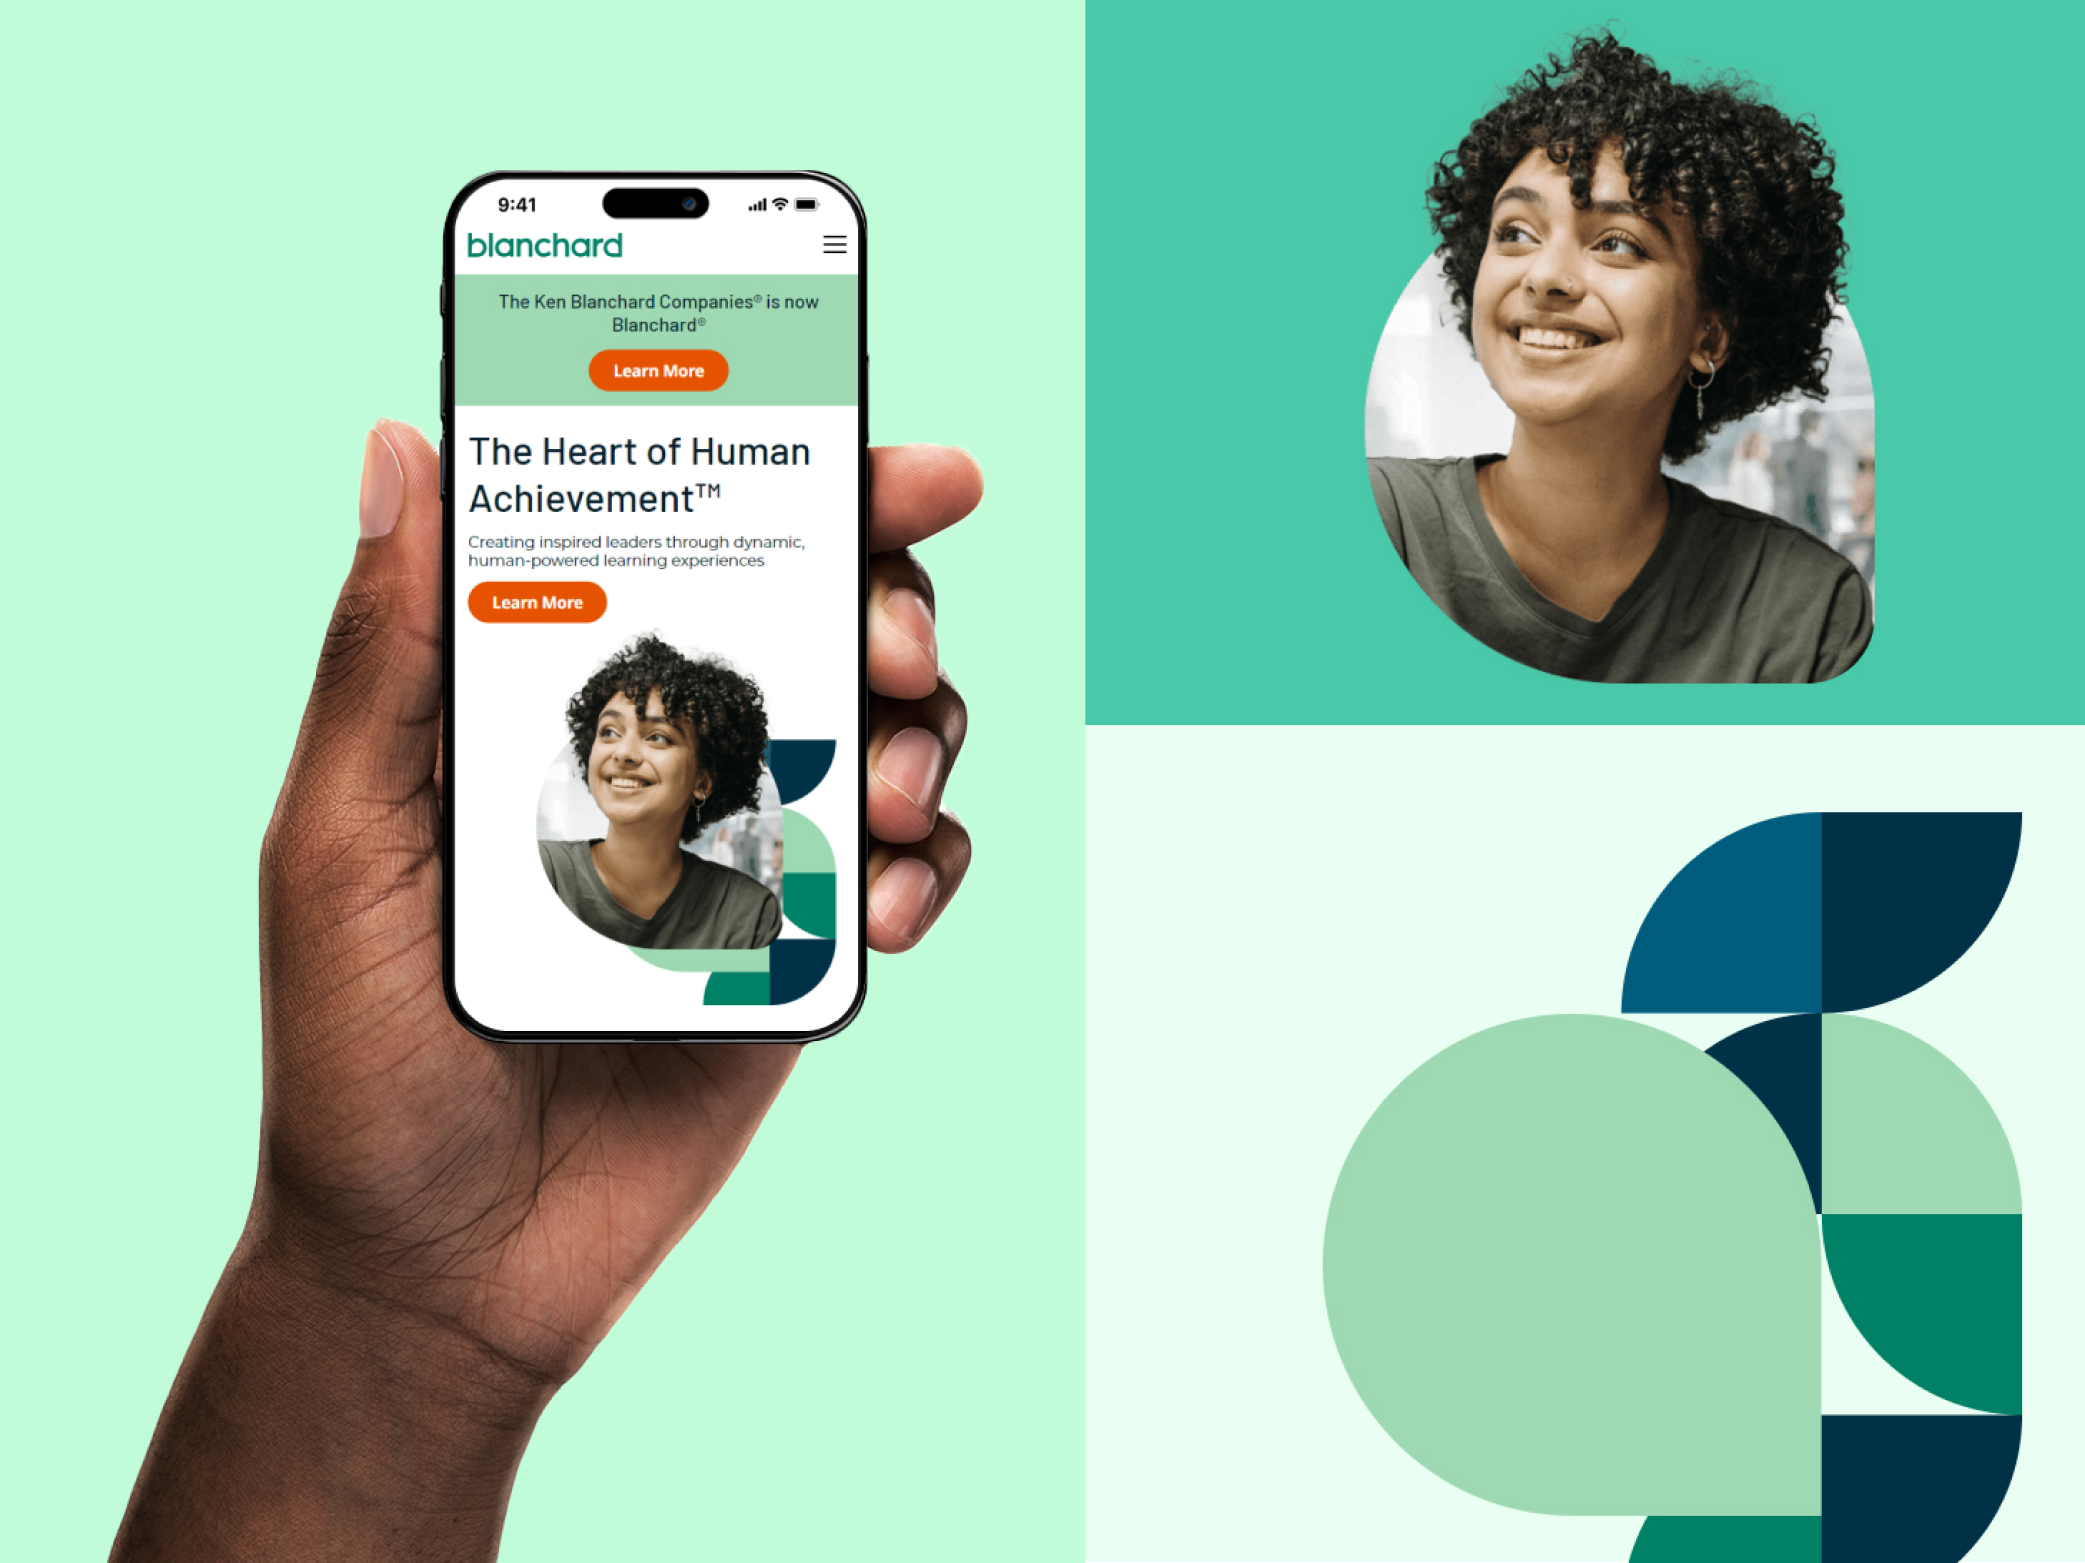 9:41
blanchard
The Ken Blanchard Companies® is now
Blanchard®
Learn More
The Heart of Human
Achievement™
Creating inspired leaders through dynamic,
human-powered learning experiences
Learn More